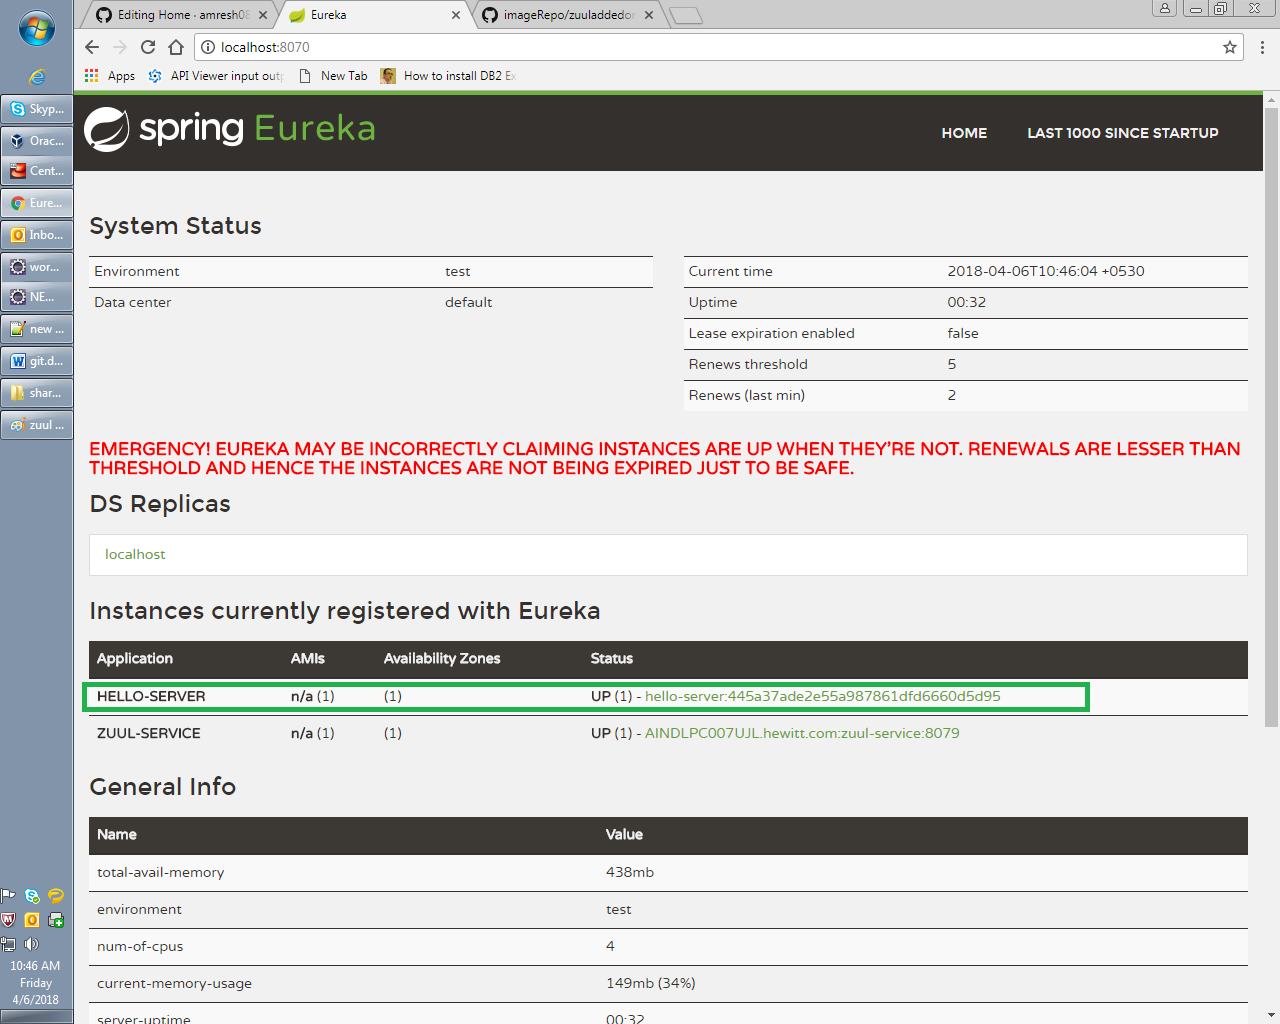 Editing Home · amresh08
Eureka
imageRepo/zuuladdedor
localhost:8070
Apps
API Viewer input outp
New Tab
How to install DB2 Ex
Skyp...
Orac...
Cent...
Eure...
Inbo...
wor...
NE...
new ...
git.d...
shar...
zuul ...
10:46 AM
Friday
4/6/2018
spring Eureka
HOME LAST 1000 SINCE STARTUP
System Status
Environment test
Data center default
Current time 2018-04-06T10:46:04 +0530
Uptime 00:32
Lease expiration enabled false
Renews threshold 5
Renews (last min) 2
EMERGENCY! EUREKA MAY BE INCORRECTLY CLAIMING INSTANCES ARE UP WHEN THEY'RE NOT. RENEWALS ARE LESSER THAN
THRESHOLD AND HENCE THE INSTANCES ARE NOT BEING EXPIRED JUST TO BE SAFE.
DS Replicas
localhost
Instances currently registered with Eureka
Application AMIs Availability Zones Status
HELLO-SERVER n/a (1) (1) UP (1) - hello-server:445a37ade2e55a987861dfd6660d5d95
ZUUL-SERVICE n/a (1) (1) UP (1) - AINDLPC007UJL.hewitt.com:zuul-service:8079
General Info
Name Value
total-avail-memory 438mb
environment test
num-of-cpus 4
current-memory-usage 149mb (34%)
server-uptime 00:32